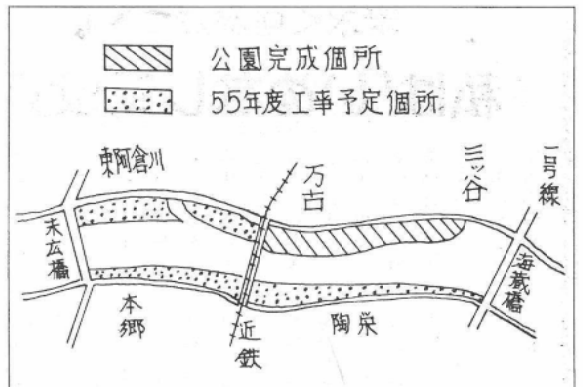 公園完成個所
55年度工事予定個所
東阿倉川
万古
三ッ谷
一号線
末広橋
海蔵橋
本郷
近鉄
陶栄